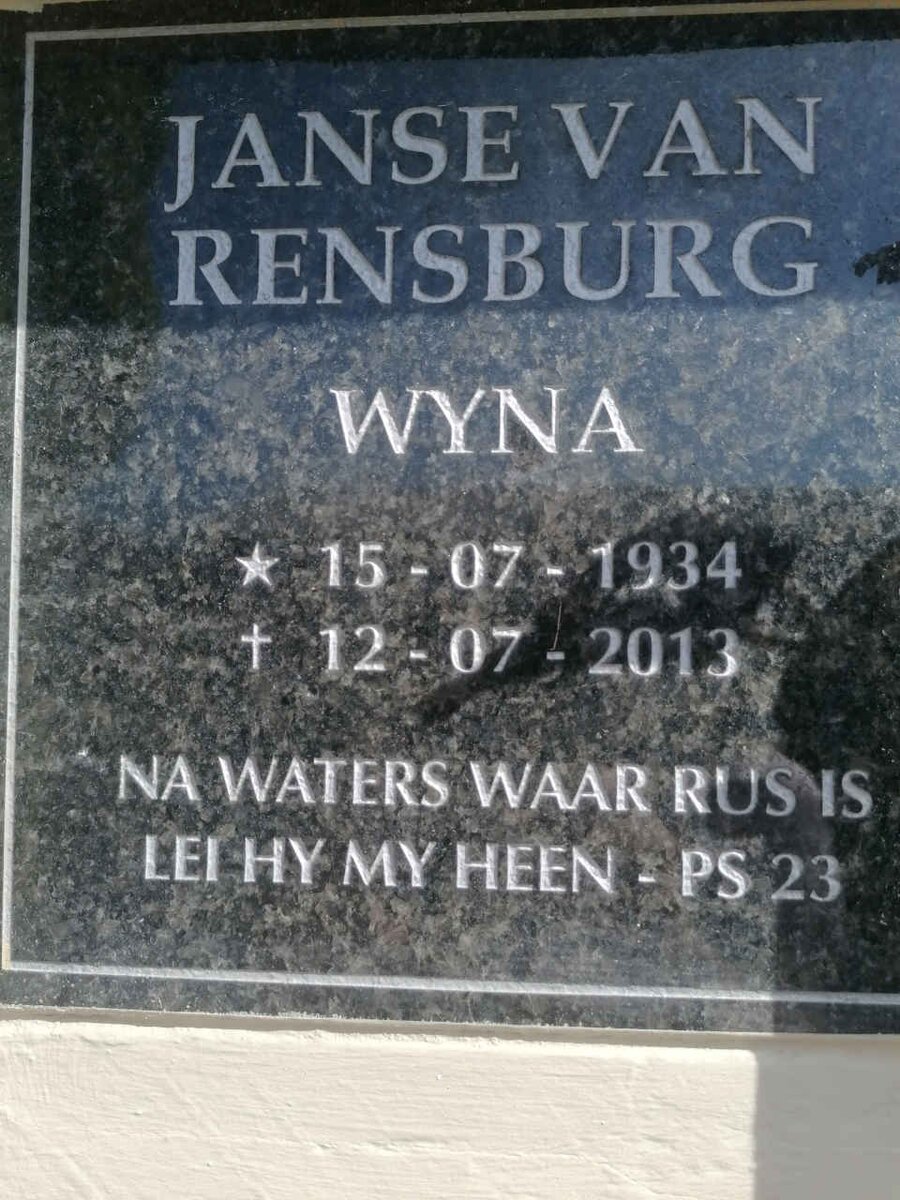 JANSE VAN
RENSBURG
WYNA
★ 15 - 07 - 1934
† 12 - 07 - 2013
NA WATERS WAAR RUS IS
LEI HY MY HEEN - PS 23